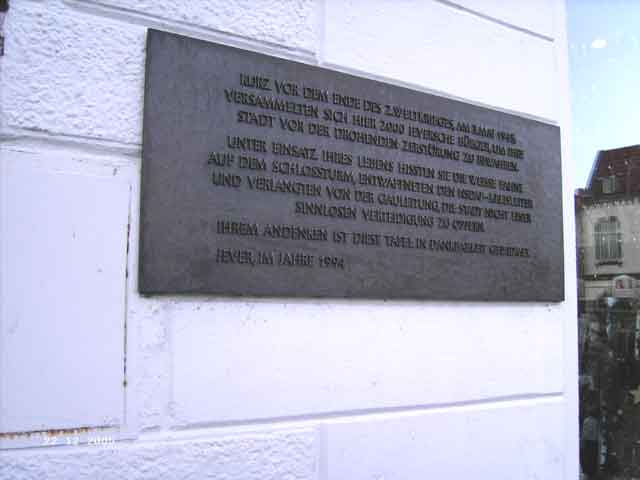 KURZ VOR DEM ENDE DES 2.WELTKRIEGES, AM 3.MAI 1945,
VERSAMMELTEN SICH HIER 2000 JEVERSCHE BÜRGER, UM IHRE
STADT VOR DER DROHENDEN ZERSTÖRUNG ZU BEWAHREN.
UNTER EINSATZ IHRES LEBENS HISSTEN SIE DIE WEISSE FAHNE
AUF DEM SCHLOSSTURM, ENTWAFFNETEN DEN NSDAP-KREISLEITER
UND VERLANGTEN VON DER GAULEITUNG, DIE STADT NICHT EINER
SINNLOSEN VERTEIDIGUNG ZU OPFERN.
IHREM ANDENKEN IST DIESE TAFEL IN DANKBARKEIT GEWIDMET.
JEVER, IM JAHRE 1994
22 12 2005